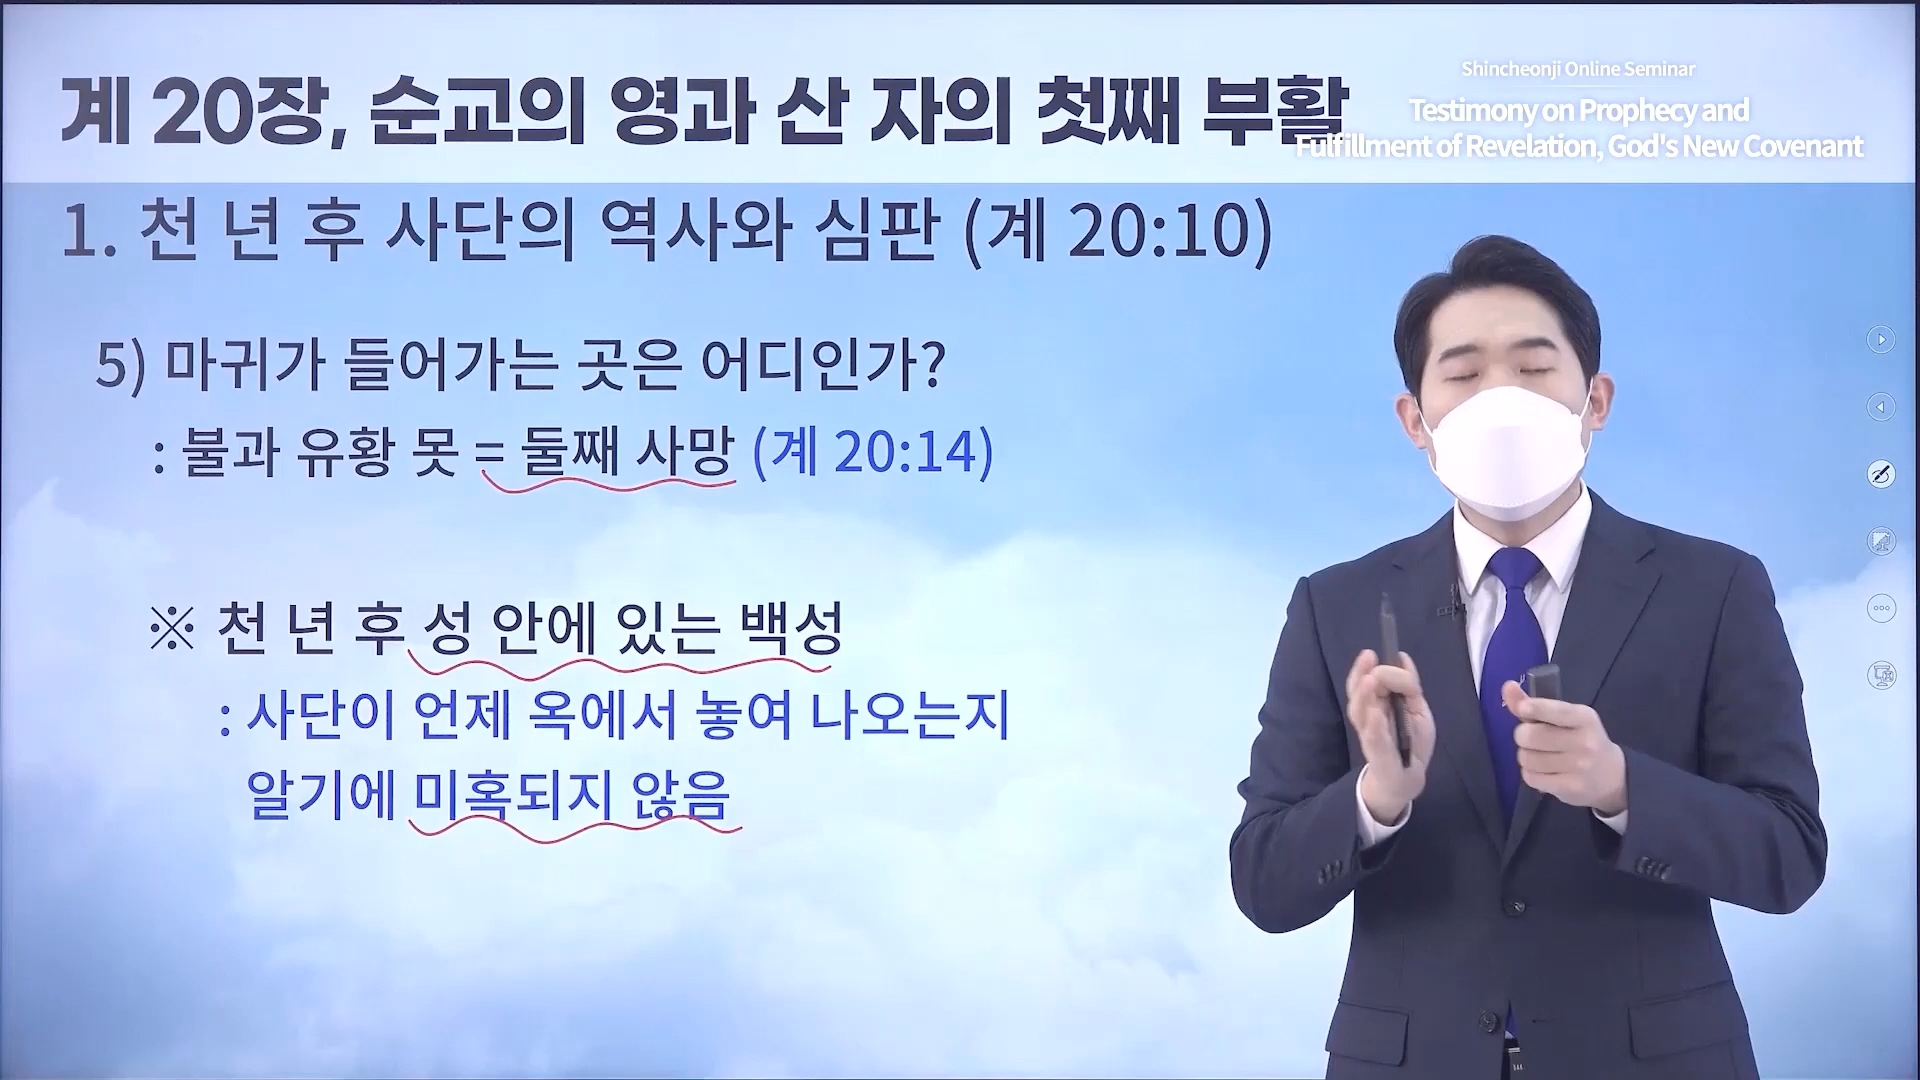 계 20장, 순교의 영과 산 자의 첫째 부활
Shincheonji Online Seminar
Testimony on Prophecy and
Fulfillment of Revelation, God's New Covenant
1. 천 년 후 사단의 역사와 심판 (계 20:10)
5) 마귀가 들어가는 곳은 어디인가?
: 불과 유황 못 = 둘째 사망 (계 20:14)
※ 천 년 후 성 안에 있는 백성
: 사단이 언제 옥에서 놓여 나오는지
알기에 미혹되지 않음